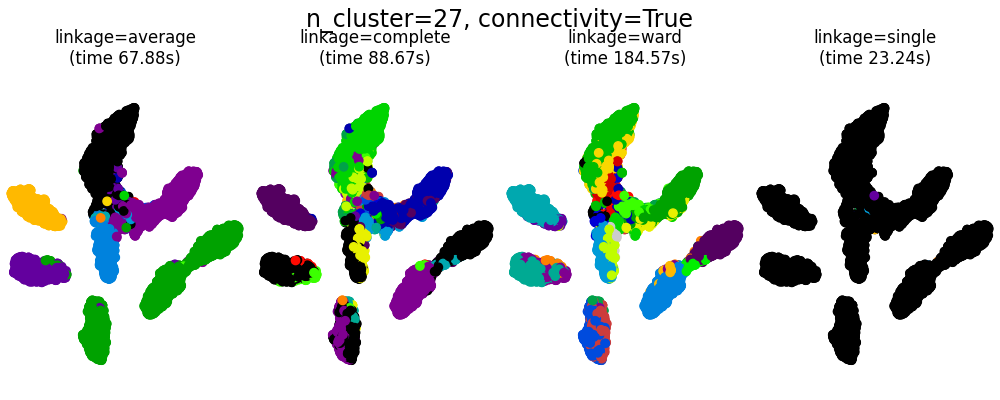 n_cluster=27, connectivity=True
linkage=average
(time 67.88s)
linkage=complete
(time 88.67s)
linkage=ward
(time 184.57s)
linkage=single
(time 23.24s)